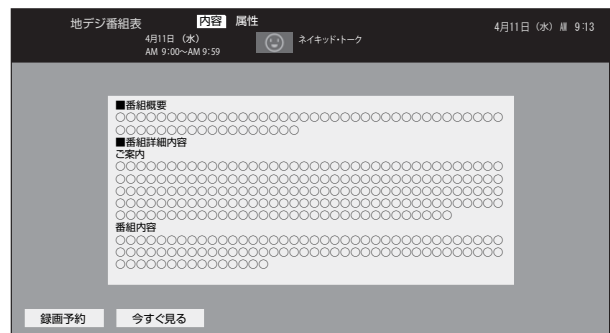 地デジ番組表 内容 属性
4月11日（水） AM 9:13
4月11日（水）
AM 9:00～AM 9:59
ネイキッド・トーク
■番組概要
○○○○○○○○○○○○○○○○○○○○○○○○○○○○○○○○○○○○○○
○○○○○○○○○○○○○○○○○○
■番組詳細内容
ご案内
○○○○○○○○○○○○○○○○○○○○○○○○○○○○○○○○○○○○○○
○○○○○○○○○○○○○○○○○○○○○○○○○○○○○○○○○○○○○○
○○○○○○○○○○○○○○○○○○○○○○○○○○○○○○○○○○○○○○
○○○○○○○○○○○○○○○○○○○○○○○○○○○○○○○○○○○○○○
○○○○○○○○○○○○○○○○○○○○○○○○○○○○○○○○○
番組内容
○○○○○○○○○○○○○○○○○○○○○○○○○○○○○○○○○○○○○○
○○○○○○○○○○○○○○○○○○○○○○○○○○○○○○○○○○○○○○
○○○○○○○○○○○○○○○
録画予約 今すぐ見る